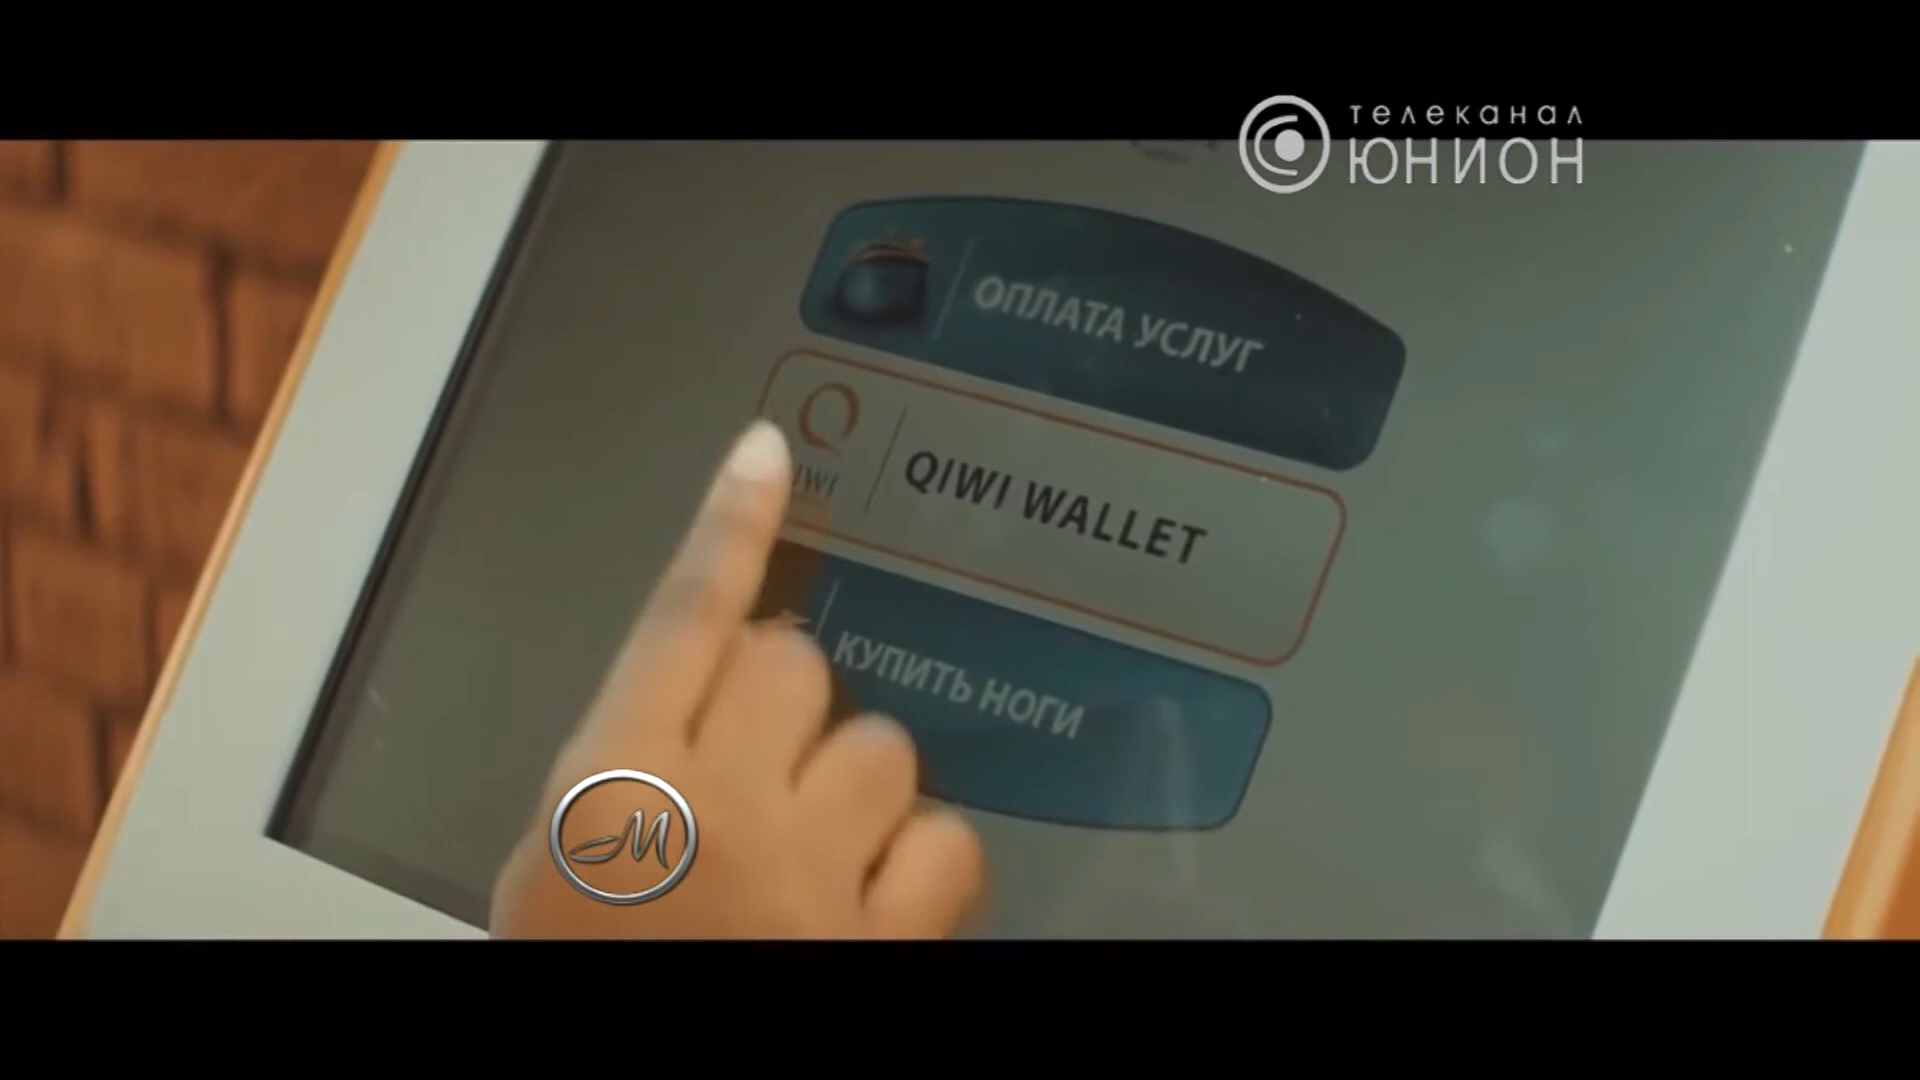 телеканал
ЮНИОН
ОПЛАТА УСЛУГ
QIWI WALLET
КУПИТЬ НОГИ
M